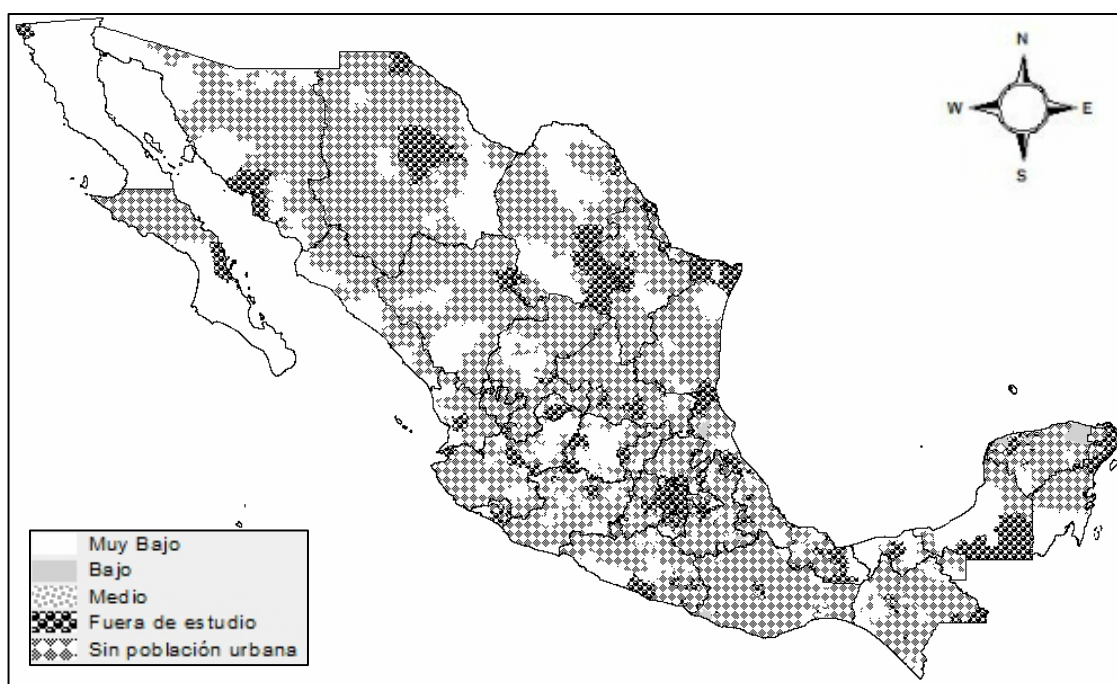 N
W
E
S
Muy Bajo
Bajo
Medio
Fuera de estudio
Sin población urbana